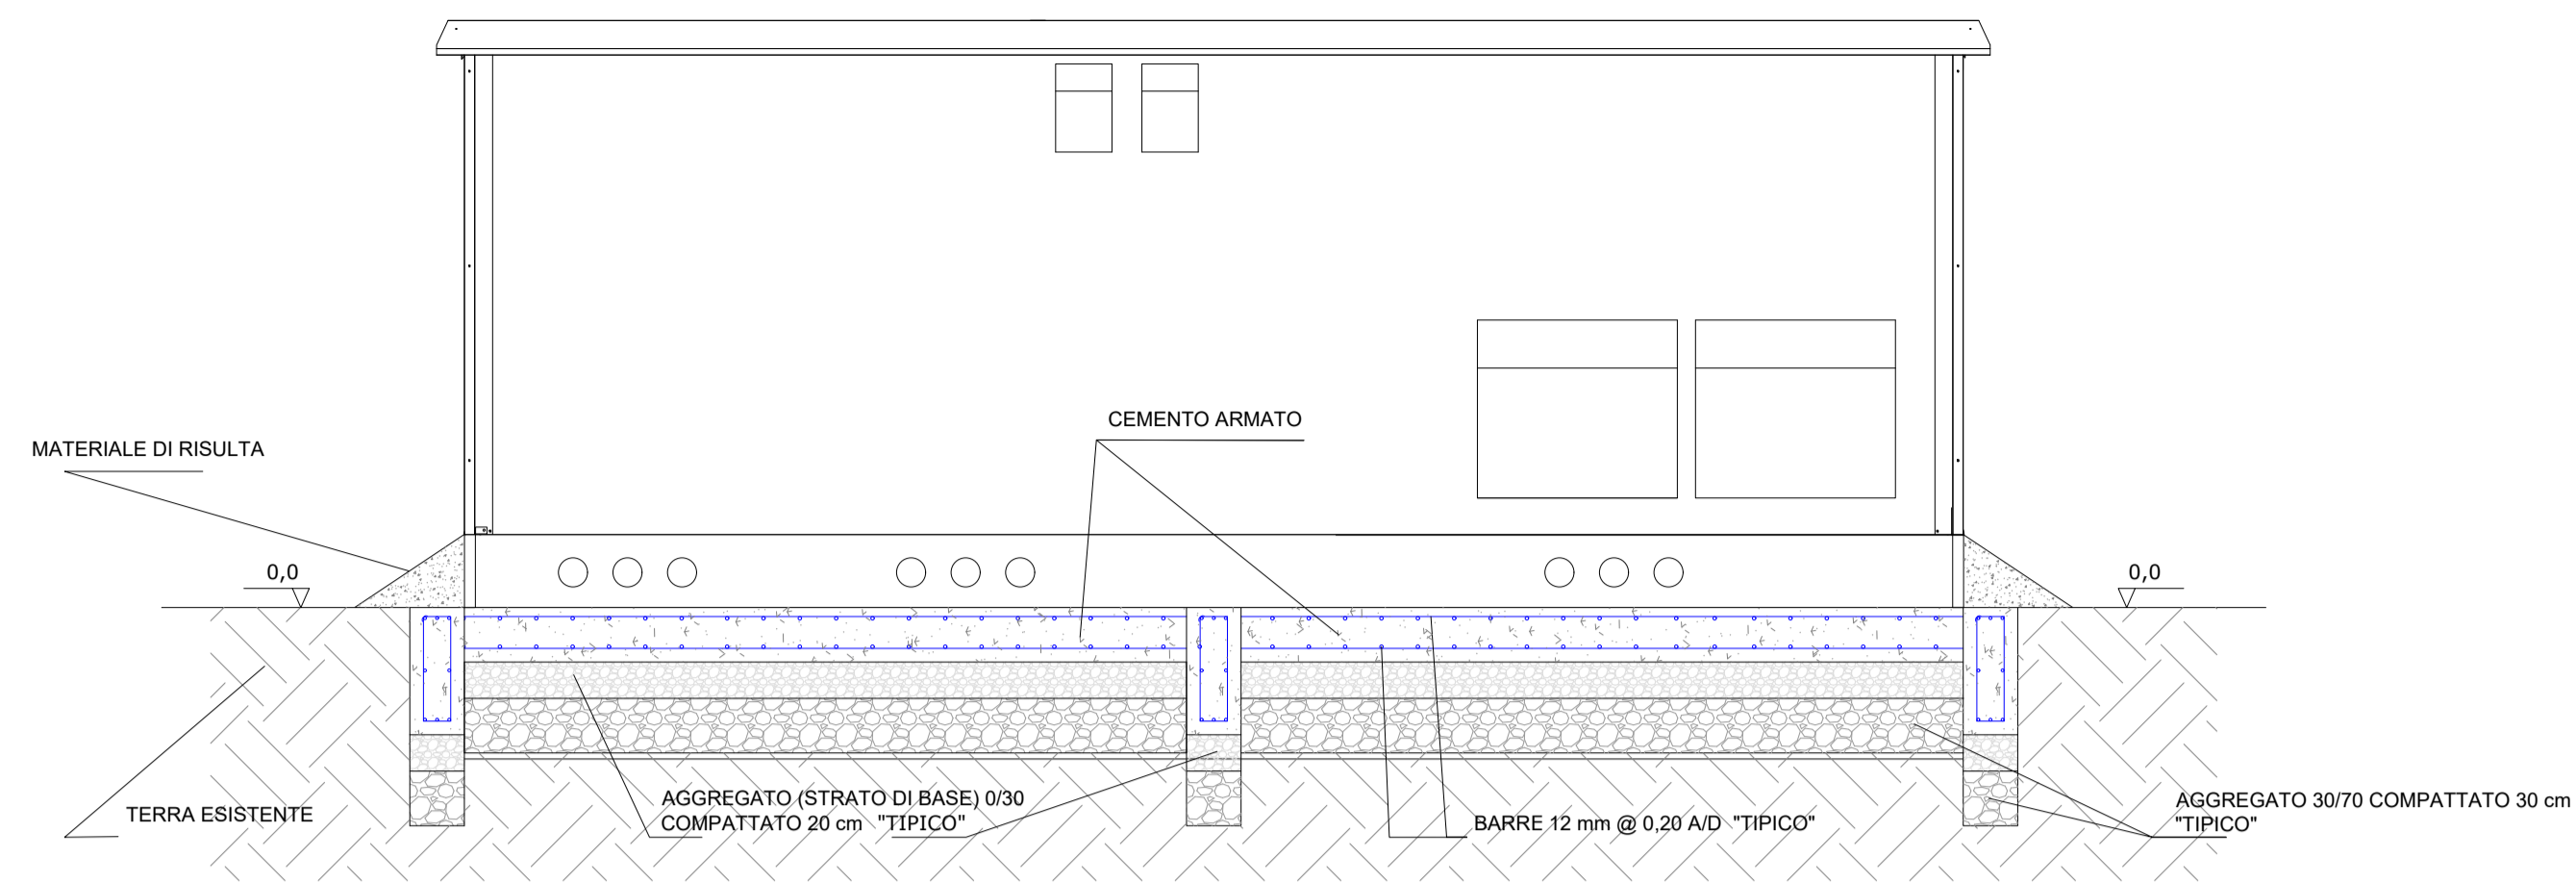 CEMENTO ARMATO
MATERIALE DI RISULTA
0,0
0,0
AGGREGATO (STRATO DI BASE) 0/30
COMPATTATO 20 cm "TIPICO"
TERRA ESISTENTE
BARRE 12 mm @ 0,20 A/D "TIPICO"
AGGREGATO 30/70 COMPATTATO 30 cm
"TIPICO"